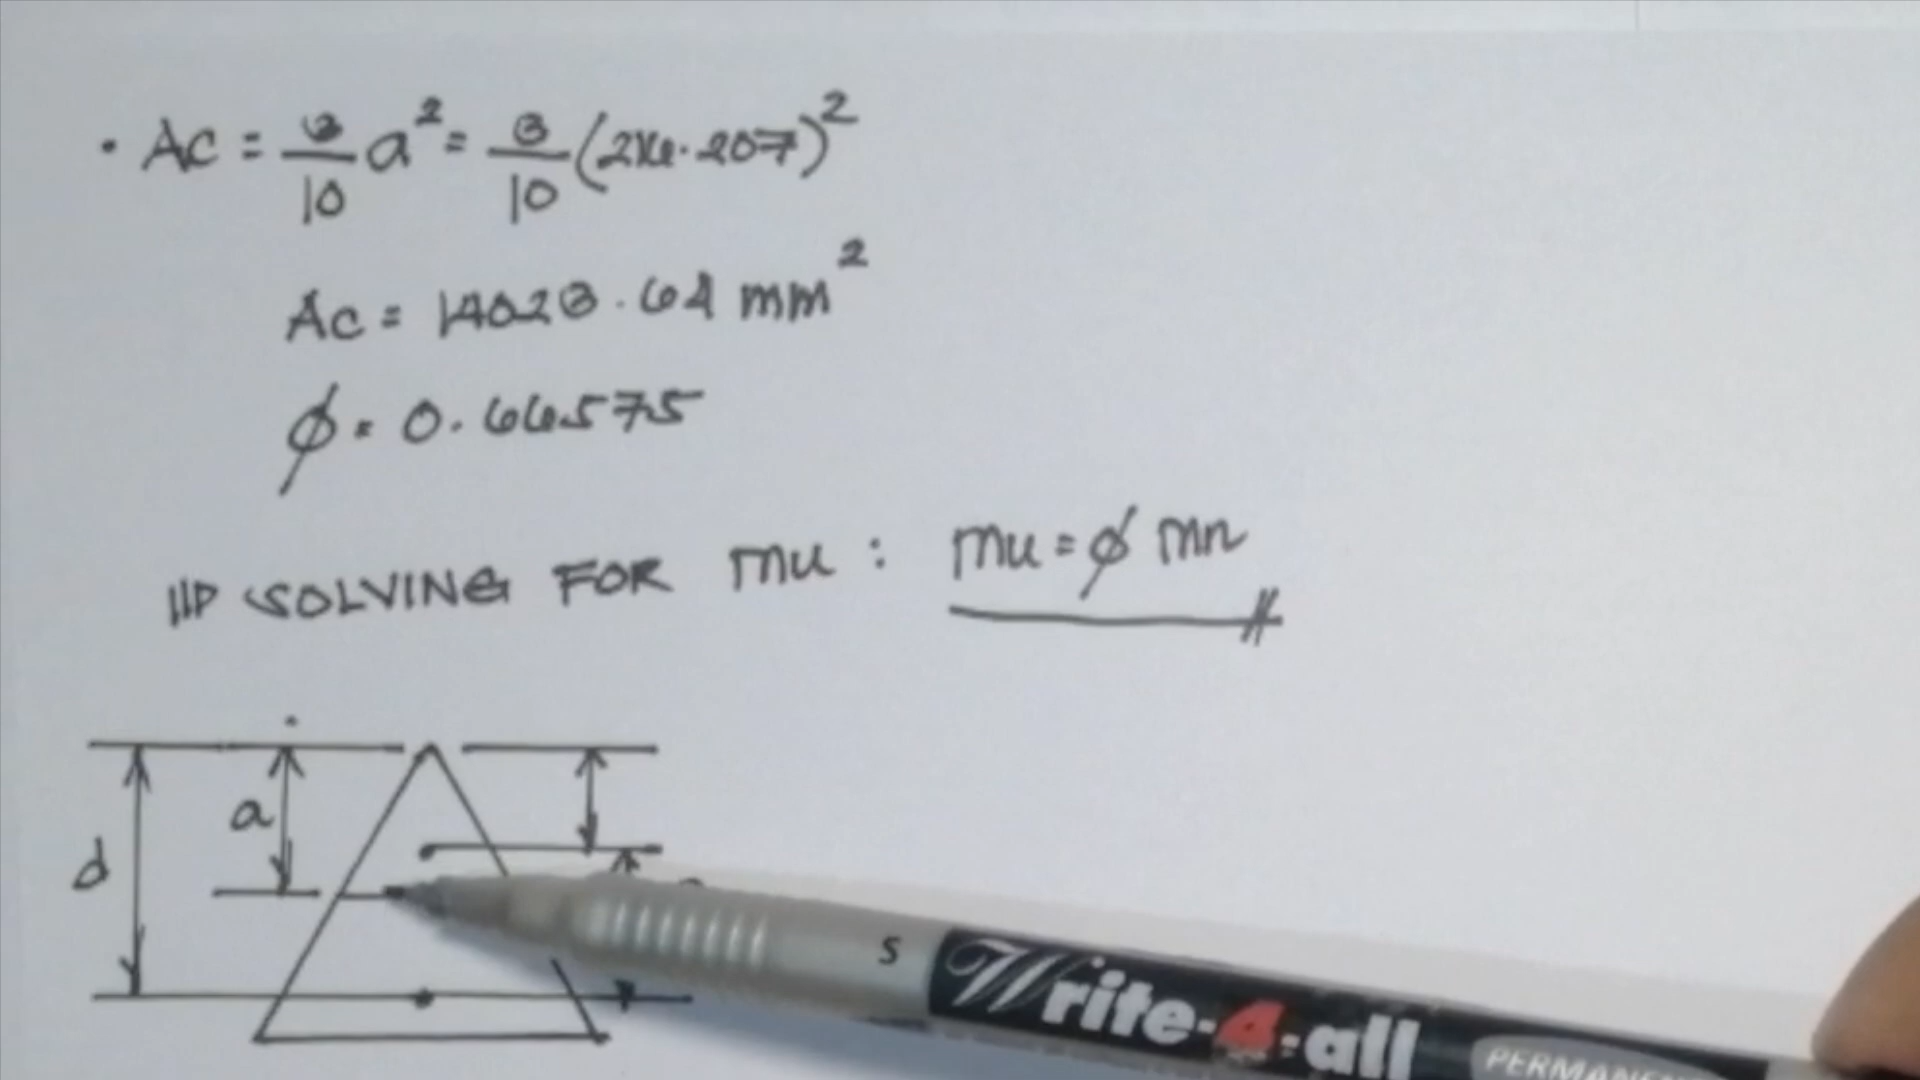 • Ac = 3/10 a² = 3/10 (216.207)²
Ac = 14023.64 mm²
ϕ = 0.66575
SOLVING FOR mu : mu = ϕ mn
a
d
S Write-4-all
PERMANEN